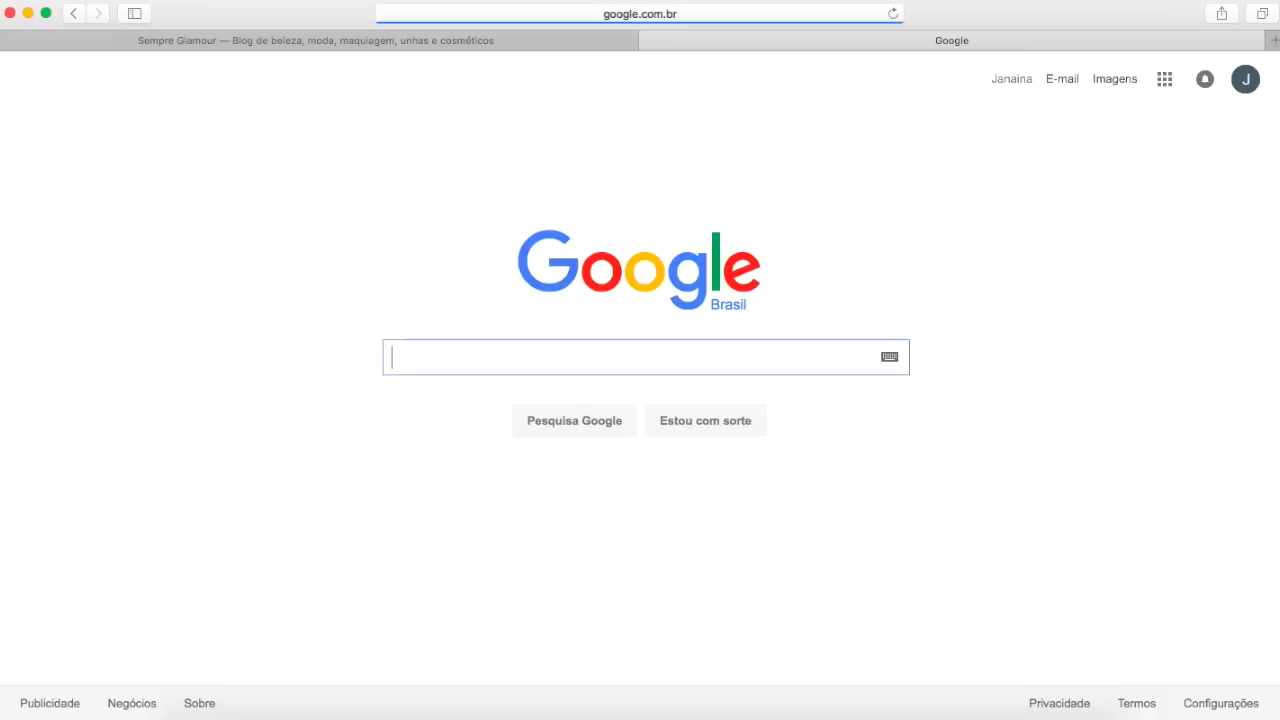 google.com.br
Sempre Glamour — Blog de beleza, moda, maquiagem, unhas e cosméticos
Google
Janaina E-mail Imagens
J
Google
Brasil
Pesquisa Google Estou com sorte
Publicidade Negócios Sobre Privacidade Termos Configurações